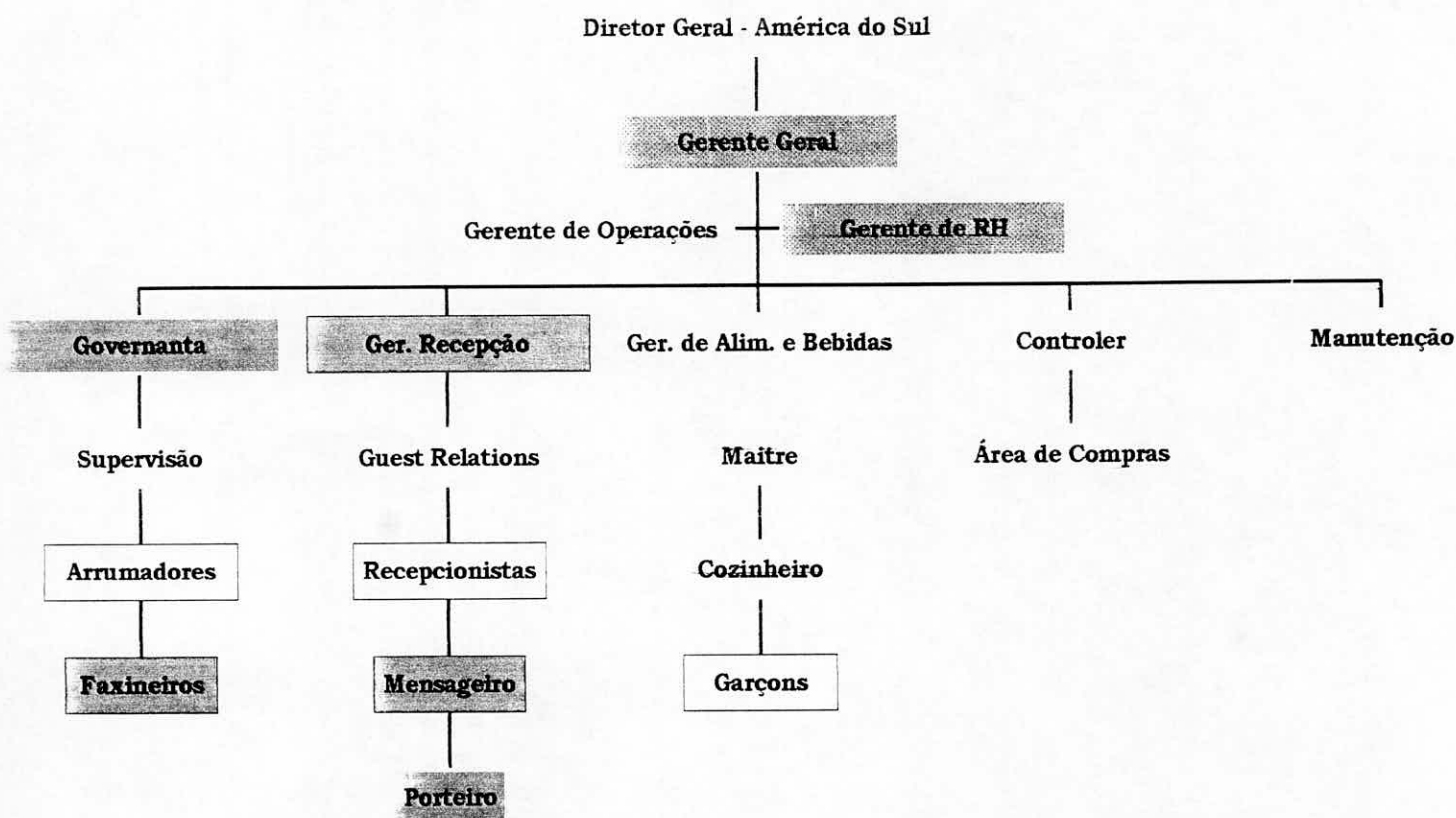 Diretor Geral - América do Sul
Gerente Geral
Gerente de Operações
Gerente de RH
Governanta
Ger. Recepção
Ger. de Alim. e Bebidas
Controler
Manutenção
Supervisão
Guest Relations
Maitre
Área de Compras
Arrumadores
Recepcionistas
Cozinheiro
Faxineiros
Mensageiro
Garçons
Porteiro